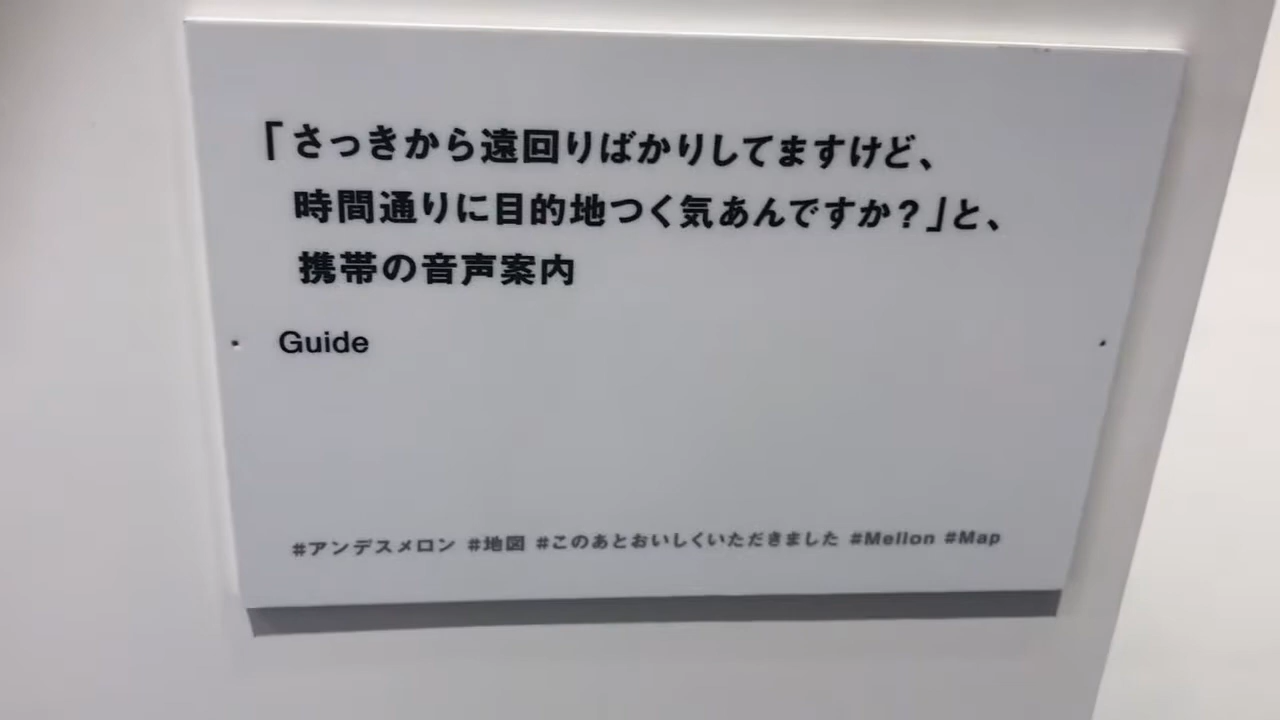 「さっきから遠回りばかりしてますけど、
時間通りに目的地つく気あんですか？」と、
携帯の音声案内
Guide
#アンデスメロン #地図 #このあとおいしくいただきました #Mellon #Map